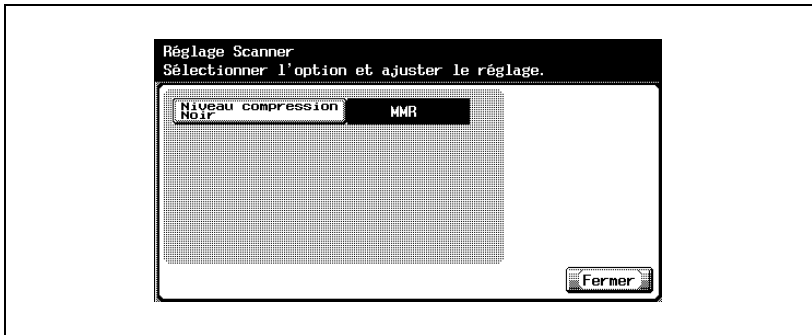 Réglage Scanner
Sélectionner l'option et ajuster le réglage.
Niveau compression
Noir
MMR
Fermer